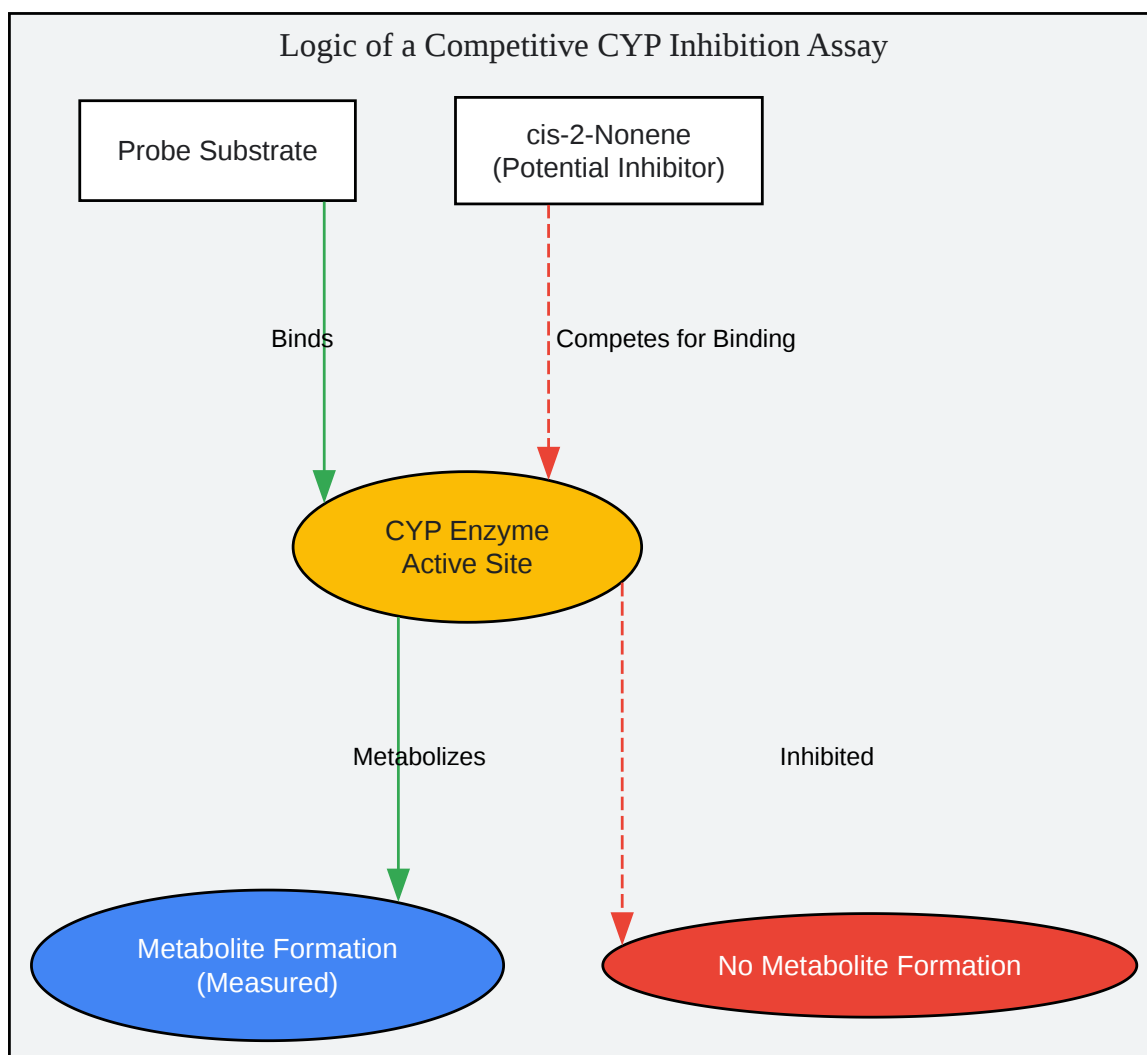 Logic of a Competitive CYP Inhibition Assay
Probe Substrate
cis-2-Nonene
(Potential Inhibitor)
Binds
Competes for Binding
CYP Enzyme
Active Site
Metabolizes
Inhibited
Metabolite Formation
(Measured)
No Metabolite Formation